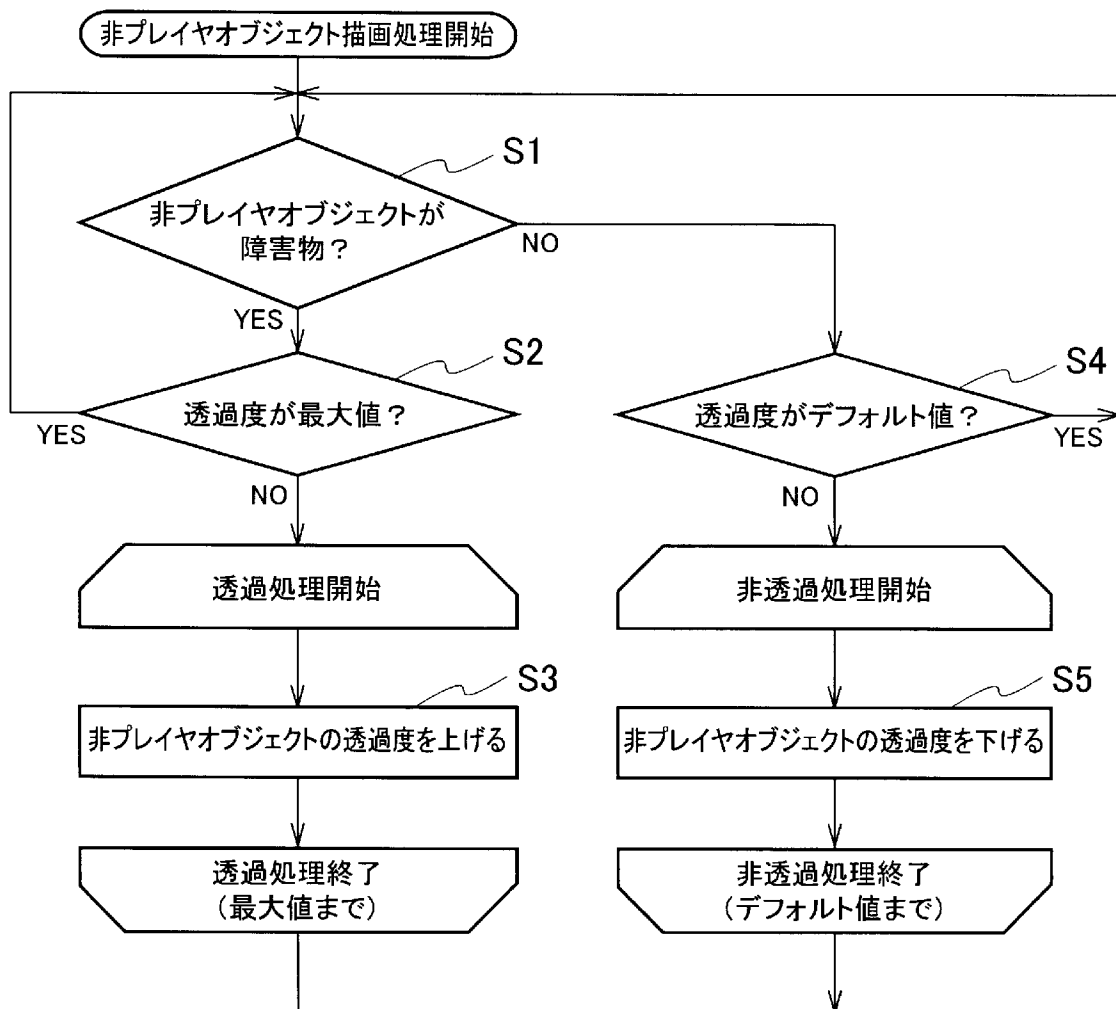 非プレイヤオブジェクト描画処理開始
S1
非プレイヤオブジェクトが
障害物？
NO
YES
S2
透過度が最大値？
YES
NO
S4
透過度がデフォルト値？
YES
NO
透過処理開始
非透過処理開始
S3
非プレイヤオブジェクトの透過度を上げる
S5
非プレイヤオブジェクトの透過度を下げる
透過処理終了
（最大値まで）
非透過処理終了
（デフォルト値まで）